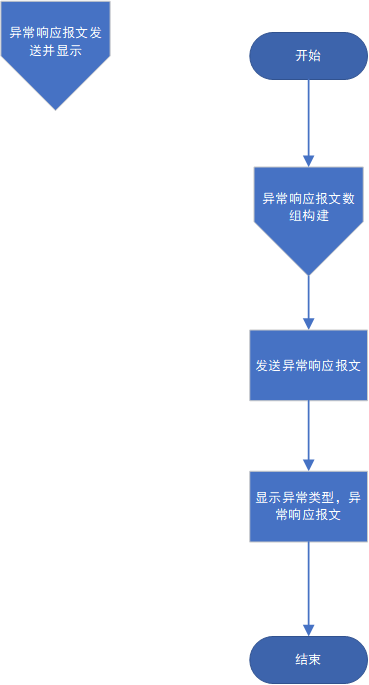 异常响应报文发
送并显示
开始
异常响应报文数
组构建
发送异常响应报文
显示异常类型，异
常响应报文
结束